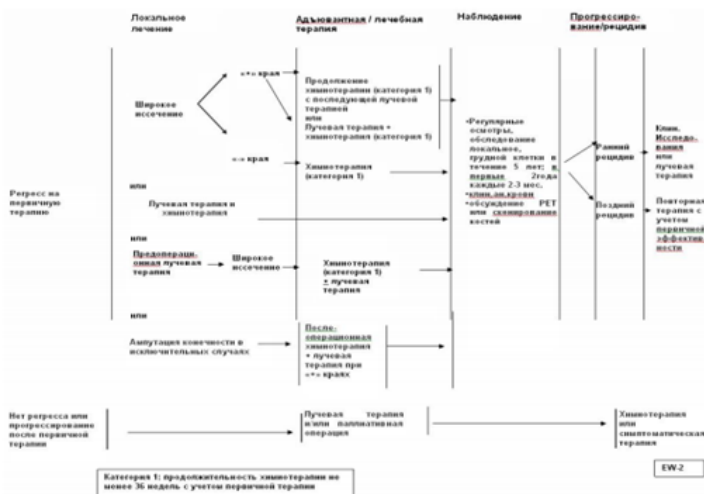 Локальное
лечение
Адъювантная / лечебная
терапия
Наблюдение
Прогрессиро-
вание/рецидив
Регресс на
первичную
терапию
Широкое
иссечение
«+» края
«-» края
Продолжение
химиотерапии (категория 1)
с последующей лучевой
терапией
или
Лучевая терапия +
химиотерапия (категория 1)
Химиотерапия
(категория 1)
или
Лучевая терапия и
химиотерапия
или
Предопераци-
онная лучевая
терапия
Широкое
иссечение
Химиотерапия
(категория 1)
± лучевая
терапия
или
Ампутация конечности в
исключительных случаях
После-
операционная
химиотерапия
+ лучевая
терапия при
«+» краях
•Регулярные
осмотры,
обследование
локальное,
грудной клетки в
течение 5 лет; в
первые 2года
каждые 2-3 мес.
•клин.ан.крови
•обсуждение PET
или сканирование
костей
Ранний
рецидив
Поздний
рецидив
Клин.
Исследо-
вания
или
лучевая
терапия
Повторная
терапия с
учетом
первичной
эффектив
ности
Нет регресса или
прогрессирование
после первичной
терапии
Лучевая терапия
и\или паллиативная
операция
Химиотерапия
или
симптоматическая
терапия
EW-2
Категория 1: продолжительность химиотерапии не
менее 36 недель с учетом первичной терапии